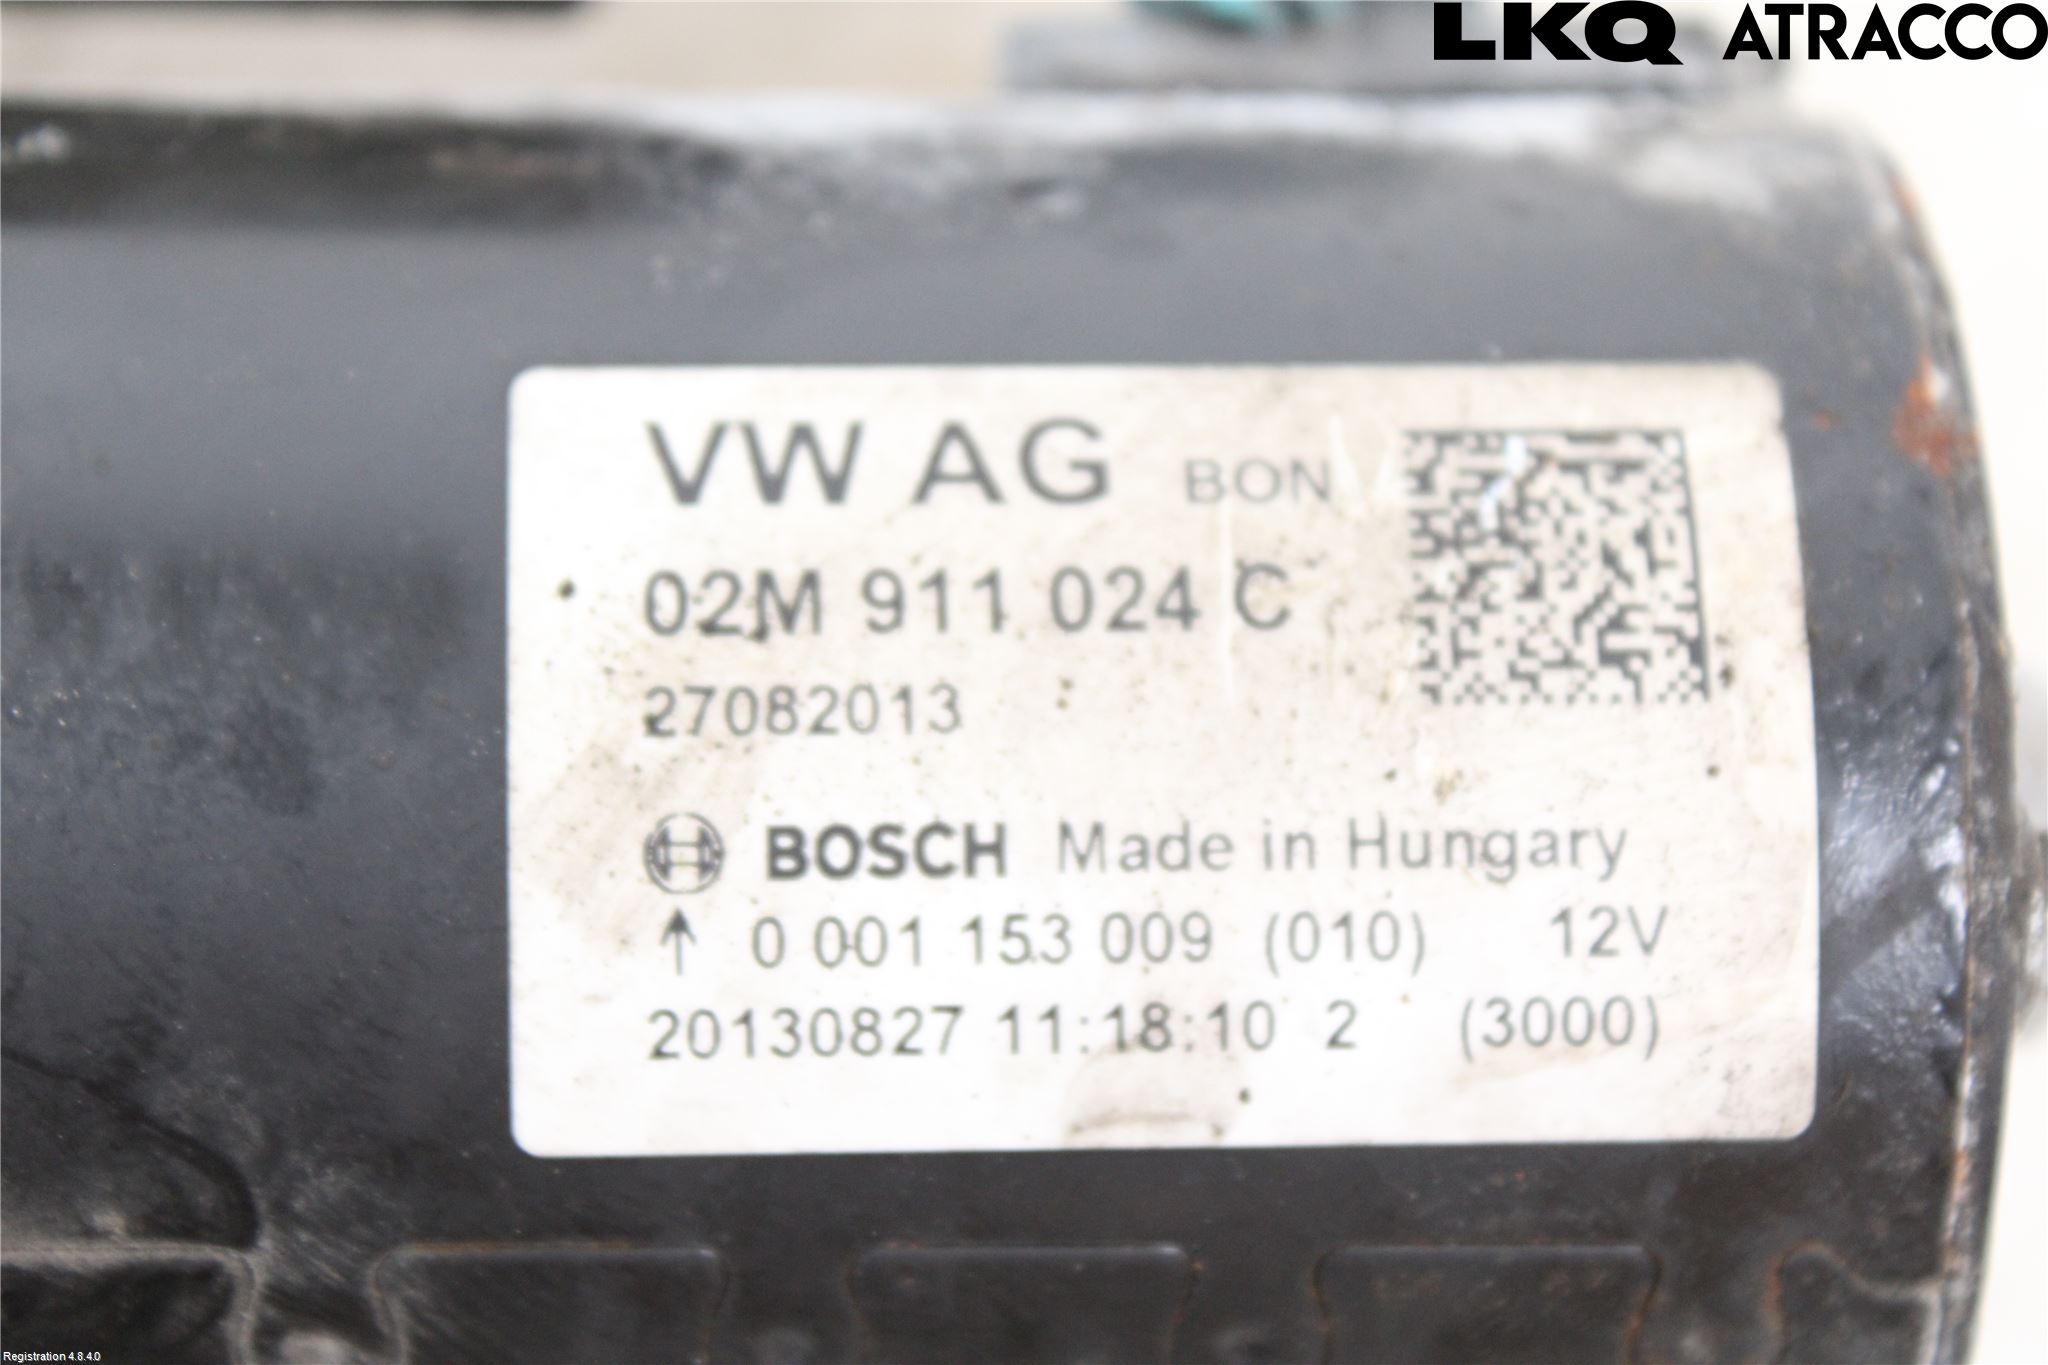 LKQ ATRACCO
VW AG BON
02M 911 024 C
27082013
BOSCH Made in Hungary
↑ 0 001 153 009 (010) 12V
20130827 11:18:10 2 (3000)
Registration 4.8.4.0